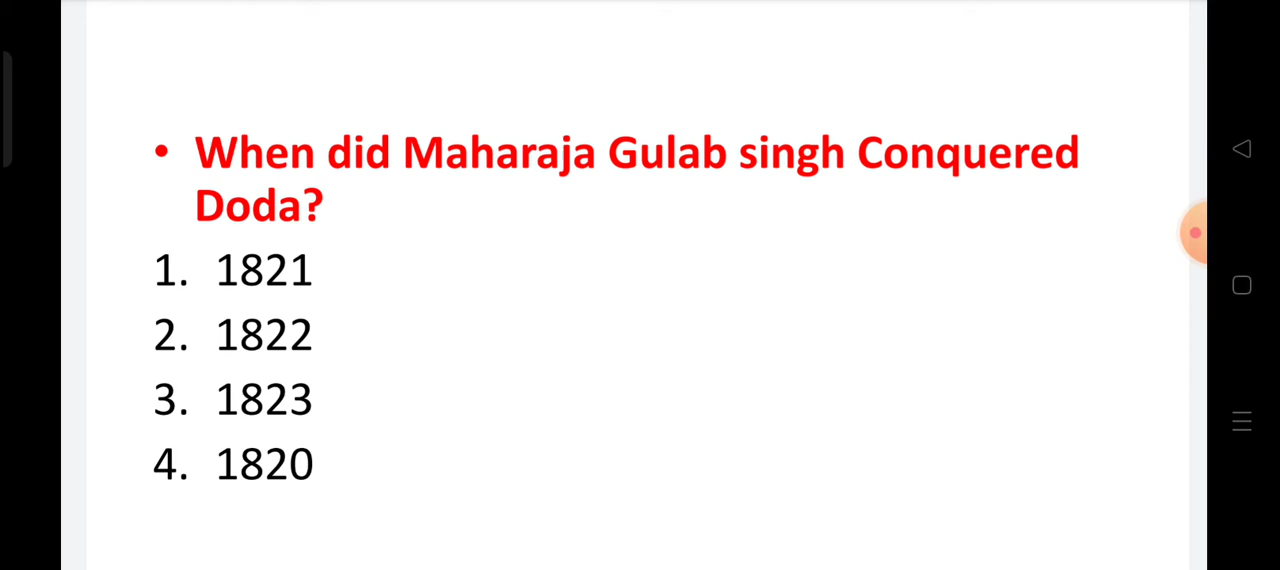 • When did Maharaja Gulab singh Conquered
Doda?
1. 1821
2. 1822
3. 1823
4. 1820